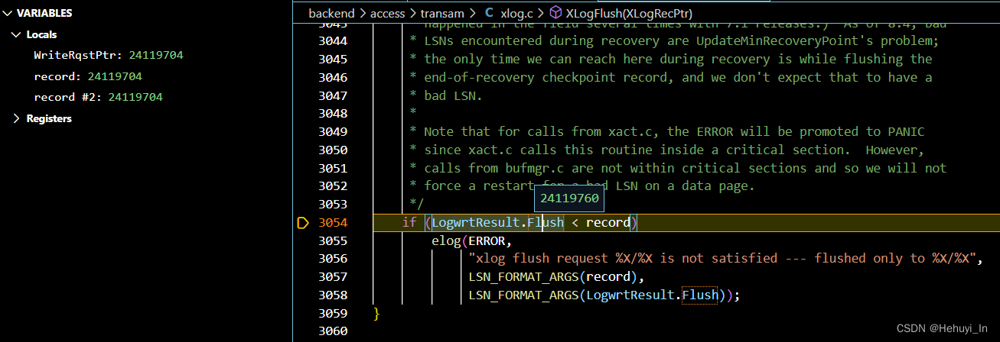 VARIABLES
Locals
WriteRqstPtr: 24119704
record: 24119704
record #2: 24119704
Registers
backend > access > transam > C xlog.c > XLogFlush(XLogRecPtr)
3043 * happened in the field several times with 7.1 releases.) As of 8.4, bad
3044 * LSNs encountered during recovery are UpdateMinRecoveryPoint's problem;
3045 * the only time we can reach here during recovery is while flushing the
3046 * end-of-recovery checkpoint record, and we don't expect that to have a
3047 * bad LSN.
3048 *
3049 * Note that for calls from xact.c, the ERROR will be promoted to PANIC
3050 * since xact.c calls this routine inside a critical section. However,
3051 * calls from bufmgr.c are not within critical sections and so we will not
3052 * force a restart for a bad LSN on a data page.
3053 */
24119760
3054 if (LogwrtResult.Flush < record)
3055 elog(ERROR,
3056 "xlog flush request %X/%X is not satisfied --- flushed only to %X/%X",
3057 LSN_FORMAT_ARGS(record),
3058 LSN_FORMAT_ARGS(LogwrtResult.Flush));
3059 }
3060
CSDN @Hehuyi_In